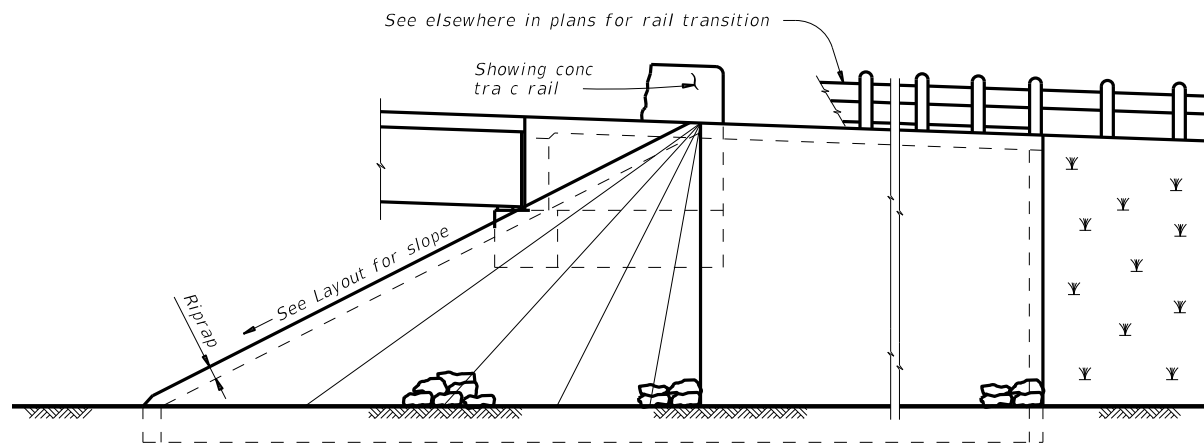 See elsewhere in plans for rail transition
Showing conc
tra c rail
See Layout for slope
Riprap